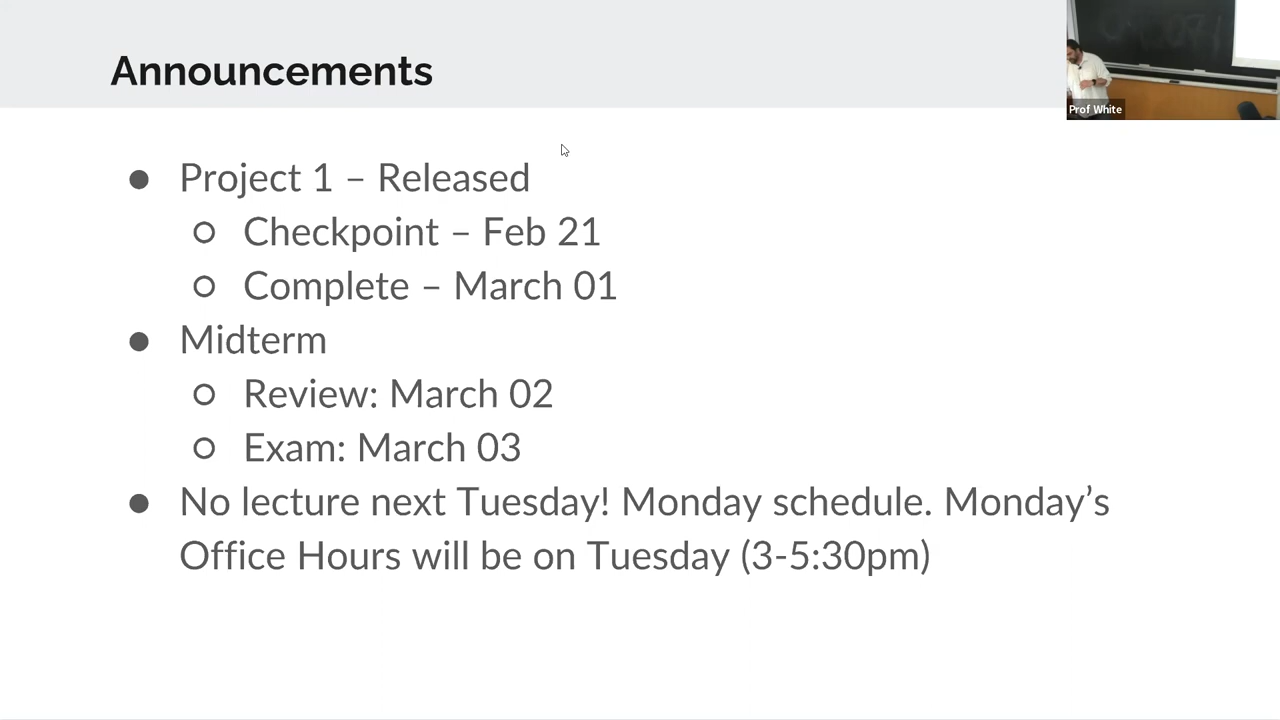 Announcements
Prof White
● Project 1 – Released
○ Checkpoint – Feb 21
○ Complete – March 01
● Midterm
○ Review: March 02
○ Exam: March 03
● No lecture next Tuesday! Monday schedule. Monday’s
Office Hours will be on Tuesday (3-5:30pm)